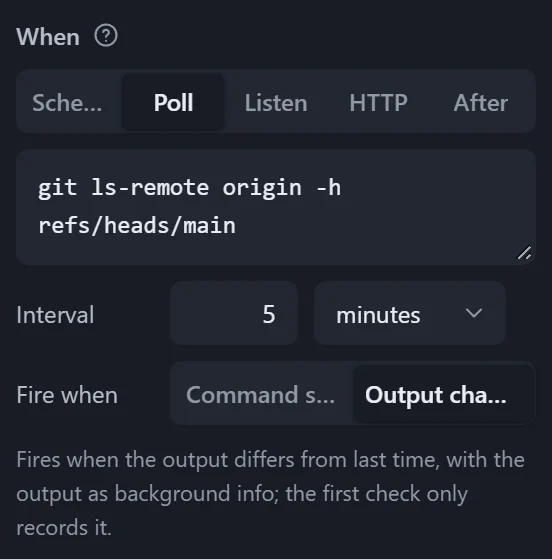 When ?
Sche... Poll Listen HTTP After
git ls-remote origin -h
refs/heads/main
Interval 5 minutes
Fire when Command s... Output cha...
Fires when the output differs from last time, with the
output as background info; the first check only
records it.